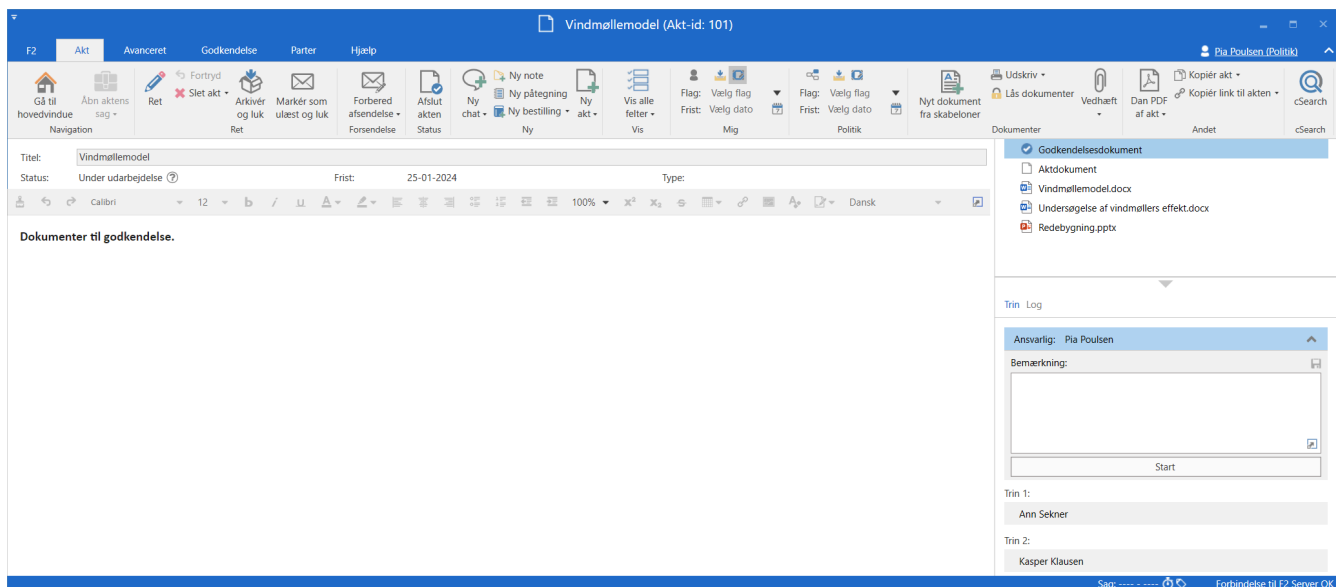 Vindmøllemodel (Akt-id: 101)
F2 Akt Avanceret Godkendelse Parter Hjælp Pia Poulsen (Politik)
Gå til hovedvindue
Åbn aktens sag
Navigation
Ret
Fortryd
Slet akt
Arkivér og luk
Markér som ulæst og luk
Ret
Forbered afsendelse
Forsendelse
Afslut akten
Status
Ny chat
Ny note
Ny påtegning
Ny bestilling
Ny akt
Ny
Vis alle felter
Vis
Flag: Vælg flag
Frist: Vælg dato
Mig
Flag: Vælg flag
Frist: Vælg dato
7
Politik
Nyt dokument fra skabeloner
Udskriv
Lås dokumenter
Vedhæft
Dokumenter
Dan PDF af akt
Kopiér akt
Kopiér link til akten
Andet
cSearch
cSearch
Titel: Vindmøllemodel
Status: Under udarbejdelse ? Frist: 25-01-2024 Type:
Calibri 12 b i u A 100% x² x₂ S Dansk
Dokumenter til godkendelse.
Godkendelsesdokument
Aktdokument
Vindmøllemodel.docx
Undersøgelse af vindmøllers effekt.docx
Redebygning.pptx
Trin Log
Ansvarlig: Pia Poulsen
Bemærkning:
Start
Trin 1:
Ann Sekner
Trin 2:
Kasper Klausen
Sag: ---- - ---- Forbindelse til F2 Server OK